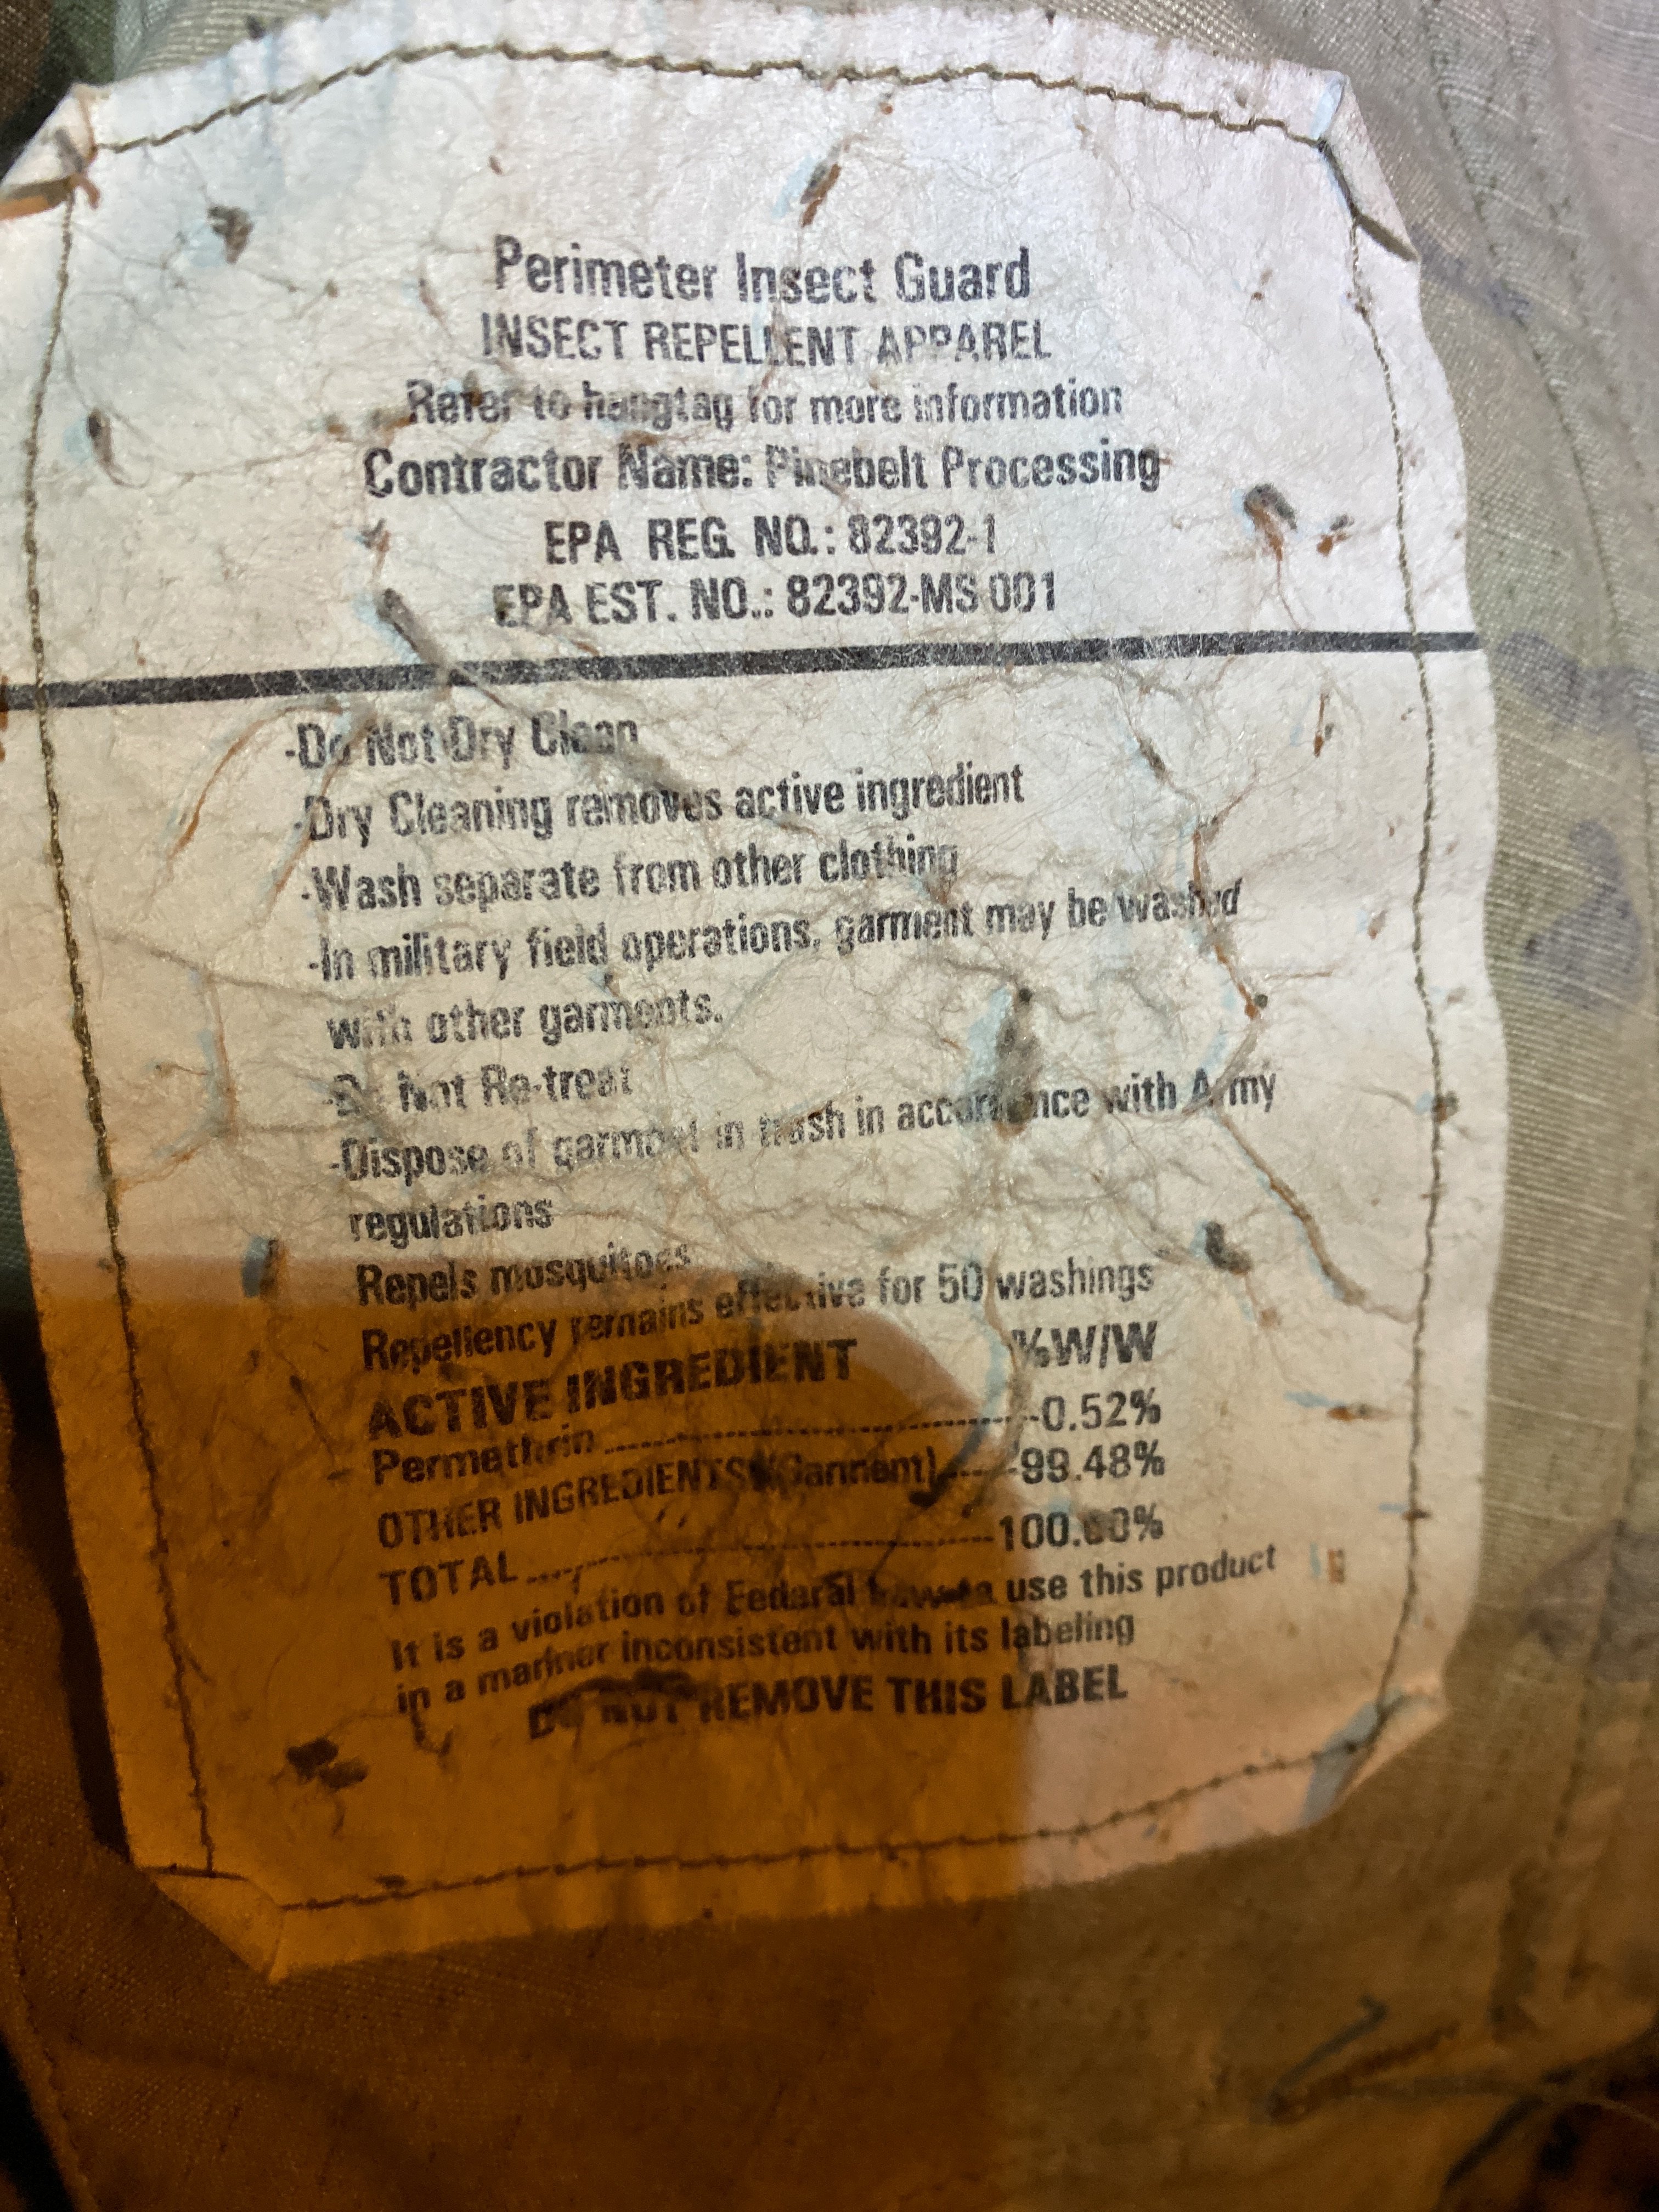 Perimeter Insect Guard
INSECT REPELLENT APPAREL
Refer to hangtag for more information
Contractor Name: Pinebelt Processing
EPA REG. NO.: 82392-1
EPA EST. NO.: 82392-MS-001
-Do Not Dry Clean
-Dry Cleaning removes active ingredient
-Wash separate from other clothing
-In military field operations, garment may be washed
with other garments.
-Do Not Re-treat
-Dispose of garment in trash in accordance with Army
regulations
Repels mosquitoes
Repellency remains effective for 50 washings
ACTIVE INGREDIENT %W/W
Permethrin.......................-0.52%
OTHER INGREDIENTS (Garment).....-99.48%
TOTAL.......................100.00%
It is a violation of Federal Law to use this product
in a manner inconsistent with its labeling
DO NOT REMOVE THIS LABEL